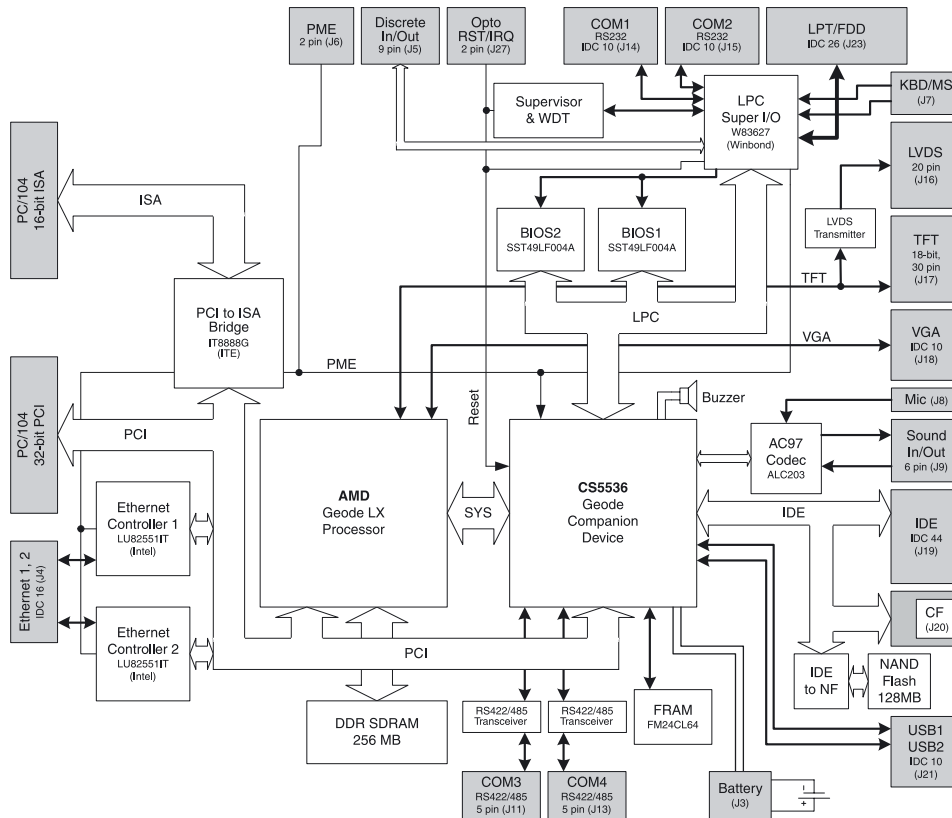 PME
2 pin (J6)
Discrete
In/Out
9 pin (J5)
Opto
RST/IRQ
2 pin (J27)
COM1
RS232
IDC 10 (J14)
COM2
RS232
IDC 10 (J15)
LPT/FDD
IDC 26 (J23)
KBD/MS
(J7)
Supervisor
& WDT
LPC
Super I/O
W83627
(Winbond)
PC/104
16-bit ISA
ISA
LVDS
20 pin
(J16)
BIOS2
SST49LF004A
BIOS1
SST49LF004A
LVDS
Transmitter
TFT
18-bit,
30 pin
(J17)
TFT
PCI to ISA
Bridge
IT8888G
(ITE)
LPC
VGA
VGA
IDC 10
(J18)
PME
Reset
Buzzer
PC/104
32-bit PCI
PCI
Mic (J8)
AC97
Codec
ALC203
Sound
In/Out
6 pin (J9)
AMD
Geode LX
Processor
SYS
CS5536
Geode
Companion
Device
IDE
IDE
IDC 44
(J19)
Ethernet
Controller 1
LU82551IT
(Intel)
Ethernet 1, 2
IDC 16 (J4)
Ethernet
Controller 2
LU82551IT
(Intel)
CF
(J20)
PCI
IDE
to NF
NAND
Flash
128MB
DDR SDRAM
256 MB
RS422/485
Transceiver
RS422/485
Transceiver
FRAM
FM24CL64
USB1
USB2
IDC 10
(J21)
COM3
RS422/485
5 pin (J11)
COM4
RS422/485
5 pin (J13)
Battery
(J3)
−
+